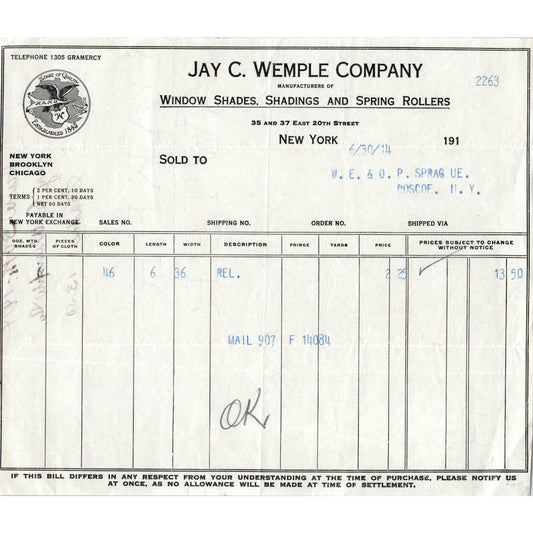 TELEPHONE 1305 GRAMERCY
JAY C. WEMPLE COMPANY
MANUFACTURERS OF
WINDOW SHADES, SHADINGS AND SPRING ROLLERS
2263
35 AND 37 EAST 20TH STREET
NEW YORK 6/30/14 191
SOLD TO W. E. & O. P. SPRAGUE.
ROSCOE. N. Y.
HOUSE OF QUALITY
BRAND
ESTABLISHED
NEW YORK
BROOKLYN
CHICAGO
TERMS { 2 PER CENT, 10 DAYS
1 PER CENT, 30 DAYS
NET 60 DAYS
PAYABLE IN
NEW YORK EXCHANGE
SALES NO. SHIPPING NO. ORDER NO. SHIPPED VIA
DOZ. MTD. SHADES PIECES OF CLOTH COLOR LENGTH WIDTH DESCRIPTION FRINGE YARDS PRICE PRICES SUBJECT TO CHANGE WITHOUT NOTICE
46 6 36 REL. 2 25 13 50
MAIL 907 F 14084
OK
IF THIS BILL DIFFERS IN ANY RESPECT FROM YOUR UNDERSTANDING AT THE TIME OF PURCHASE, PLEASE NOTIFY US
AT ONCE, AS NO ALLOWANCE WILL BE MADE AT TIME OF SETTLEMENT.